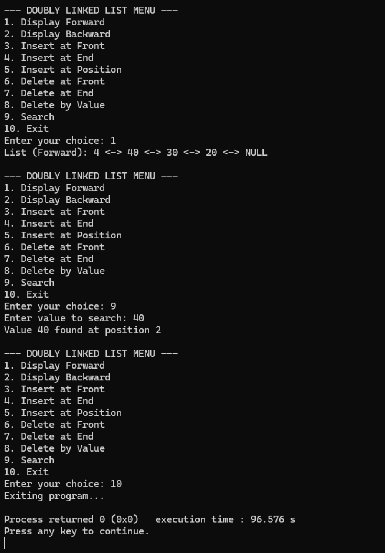 --- DOUBLY LINKED LIST MENU ---
1. Display Forward
2. Display Backward
3. Insert at Front
4. Insert at End
5. Insert at Position
6. Delete at Front
7. Delete at End
8. Delete by Value
9. Search
10. Exit
Enter your choice: 1
List (Forward): 4 <-> 40 <-> 30 <-> 20 <-> NULL
--- DOUBLY LINKED LIST MENU ---
1. Display Forward
2. Display Backward
3. Insert at Front
4. Insert at End
5. Insert at Position
6. Delete at Front
7. Delete at End
8. Delete by Value
9. Search
10. Exit
Enter your choice: 9
Enter value to search: 40
Value 40 found at position 2
--- DOUBLY LINKED LIST MENU ---
1. Display Forward
2. Display Backward
3. Insert at Front
4. Insert at End
5. Insert at Position
6. Delete at Front
7. Delete at End
8. Delete by Value
9. Search
10. Exit
Enter your choice: 10
Exiting program...
Process returned 0 (0x0)   execution time : 96.576 s
Press any key to continue.